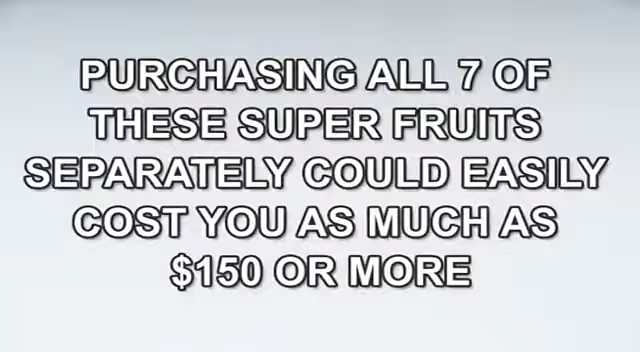 PURCHASING ALL 7 OF
THESE SUPER FRUITS
SEPARATELY COULD EASILY
COST YOU AS MUCH AS
$150 OR MORE